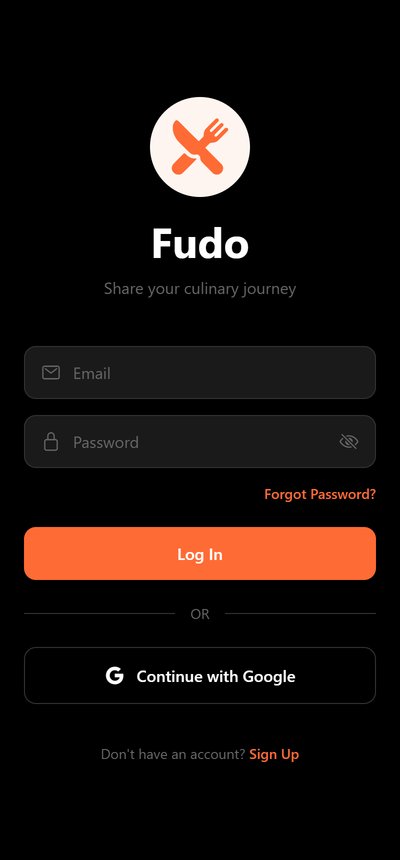 Fudo
Share your culinary journey
Email
Password
Forgot Password?
Log In
OR
Continue with Google
Don't have an account? Sign Up